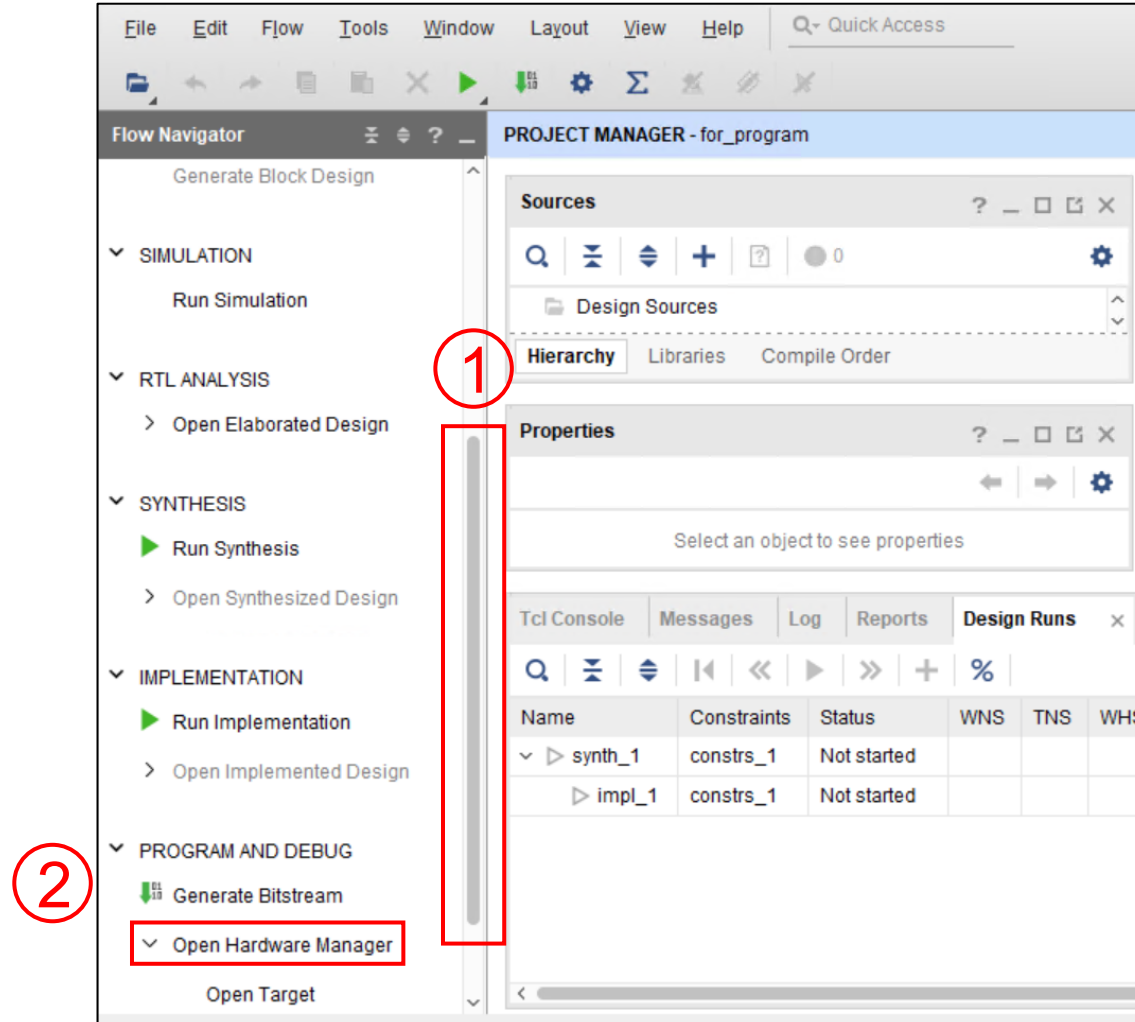 File Edit Flow Tools Window Layout View Help Quick Access
Flow Navigator ? PROJECT MANAGER - for_program
Generate Block Design
SIMULATION
Run Simulation
RTL ANALYSIS
Open Elaborated Design
SYNTHESIS
Run Synthesis
Open Synthesized Design
IMPLEMENTATION
Run Implementation
Open Implemented Design
PROGRAM AND DEBUG
Generate Bitstream
Open Hardware Manager
Open Target
1
2
Sources ?
? 0
Design Sources
Hierarchy Libraries Compile Order
Properties ?
Select an object to see properties
Tcl Console Messages Log Reports Design Runs
%
Name Constraints Status WNS TNS WHS
synth_1 constrs_1 Not started
impl_1 constrs_1 Not started